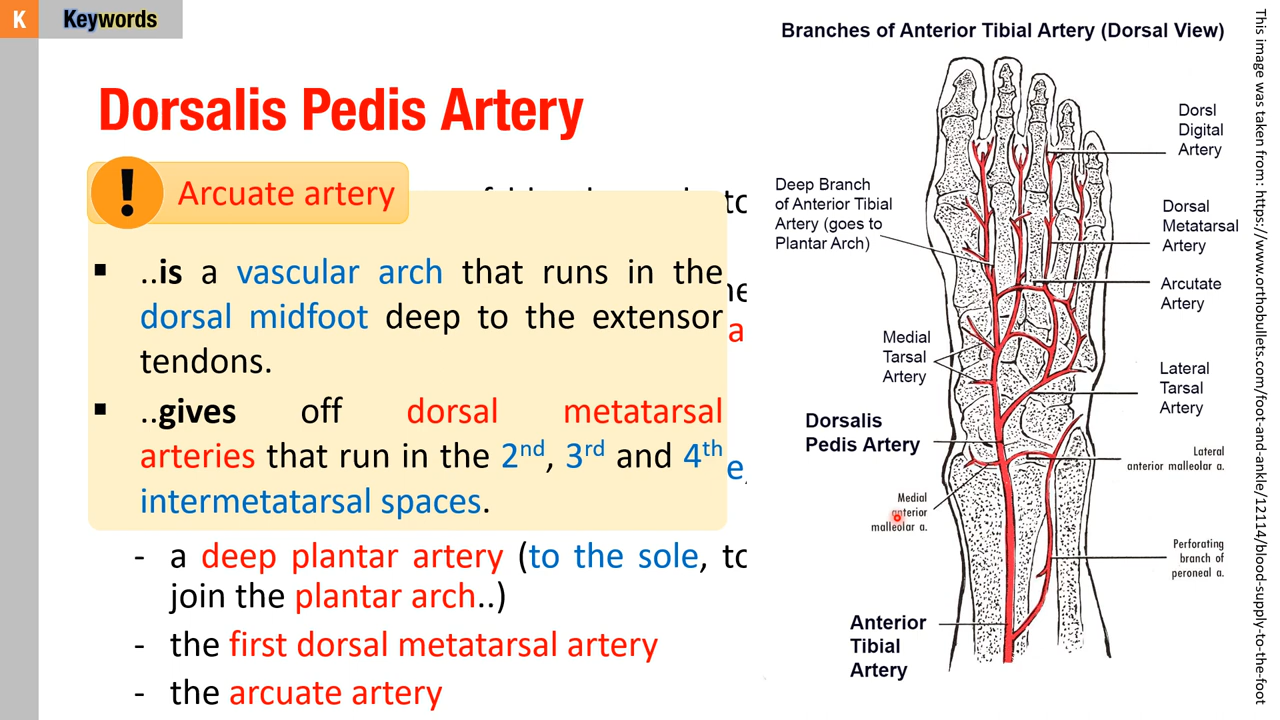 K Keywords
Dorsalis Pedis Artery
! Arcuate artery
to
▪ ..is a vascular arch that runs in the
dorsal midfoot deep to the extensor
tendons.
▪ ..gives off dorsal metatarsal
arteries that run in the 2nd, 3rd and 4th
intermetatarsal spaces.
a
e,
- a deep plantar artery (to the sole, to
join the plantar arch..)
- the first dorsal metatarsal artery
- the arcuate artery
Branches of Anterior Tibial Artery (Dorsal View)
Dorsl
Digital
Artery
Deep Branch
of Anterior Tibial
Artery (goes to
Plantar Arch)
Dorsal
Metatarsal
Artery
Arcutate
Artery
Medial
Tarsal
Artery
Lateral
Tarsal
Artery
Dorsalis
Pedis Artery
Lateral
anterior malleolar a.
Medial
anterior
malleolar a.
Perforating
branch of
peroneal a.
Anterior
Tibial
Artery
This image was taken from: https://www.orthobullets.com/foot-and-ankle/12114/blood-supply-to-the-foot